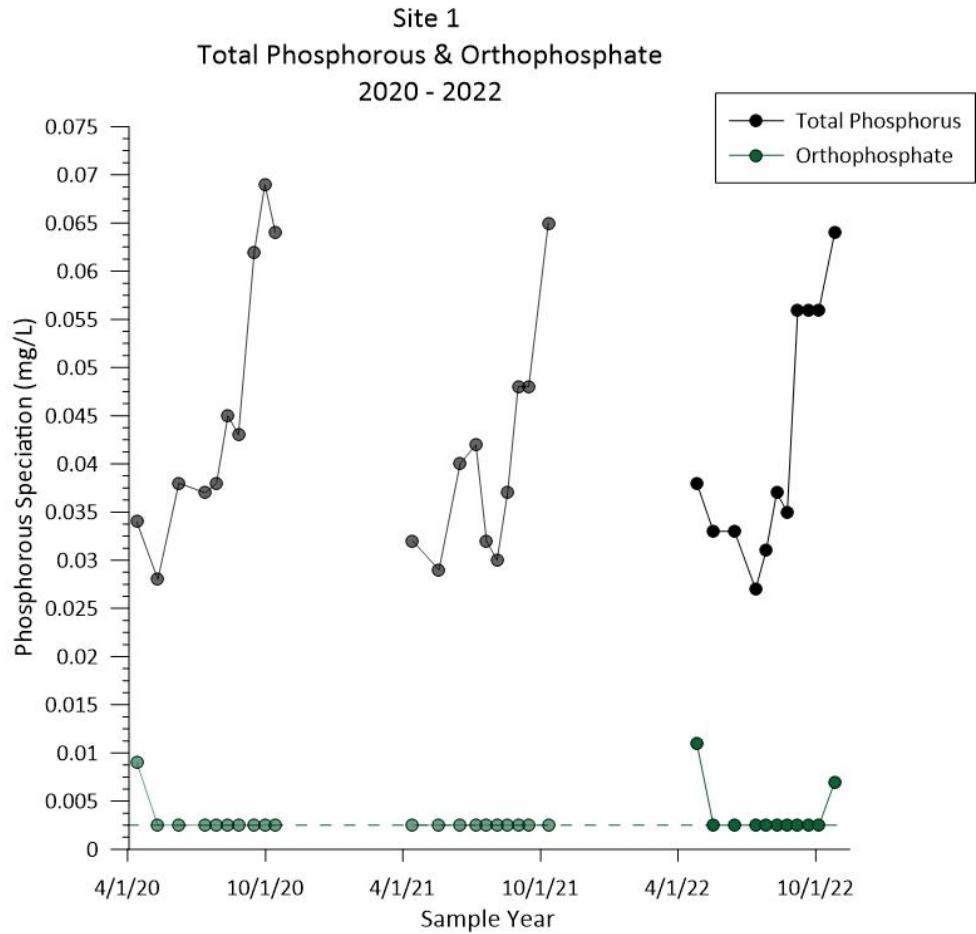 Site 1
Total Phosphorous & Orthophosphate
2020 - 2022
Total Phosphorus
Orthophosphate
Phosphorous Speciation (mg/L)
0.075
0.07
0.065
0.06
0.055
0.05
0.045
0.04
0.035
0.03
0.025
0.02
0.015
0.01
0.005
0
4/1/20 10/1/20 4/1/21 10/1/21 4/1/22 10/1/22
Sample Year